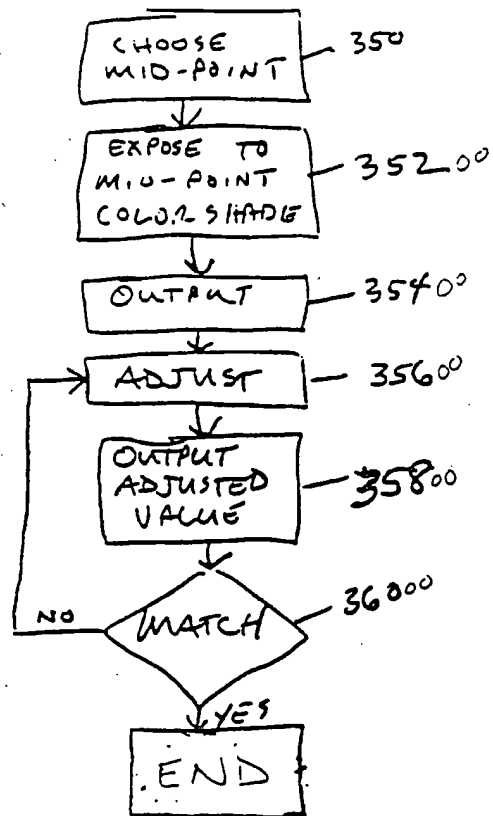 CHOOSE
MID-POINT
350
EXPOSE TO
MID-POINT
COLOR SHADE
35200
OUTPUT
35400
ADJUST
35600
OUTPUT
ADJUSTED
VALUE
35800
MATCH
36000
NO
YES
END